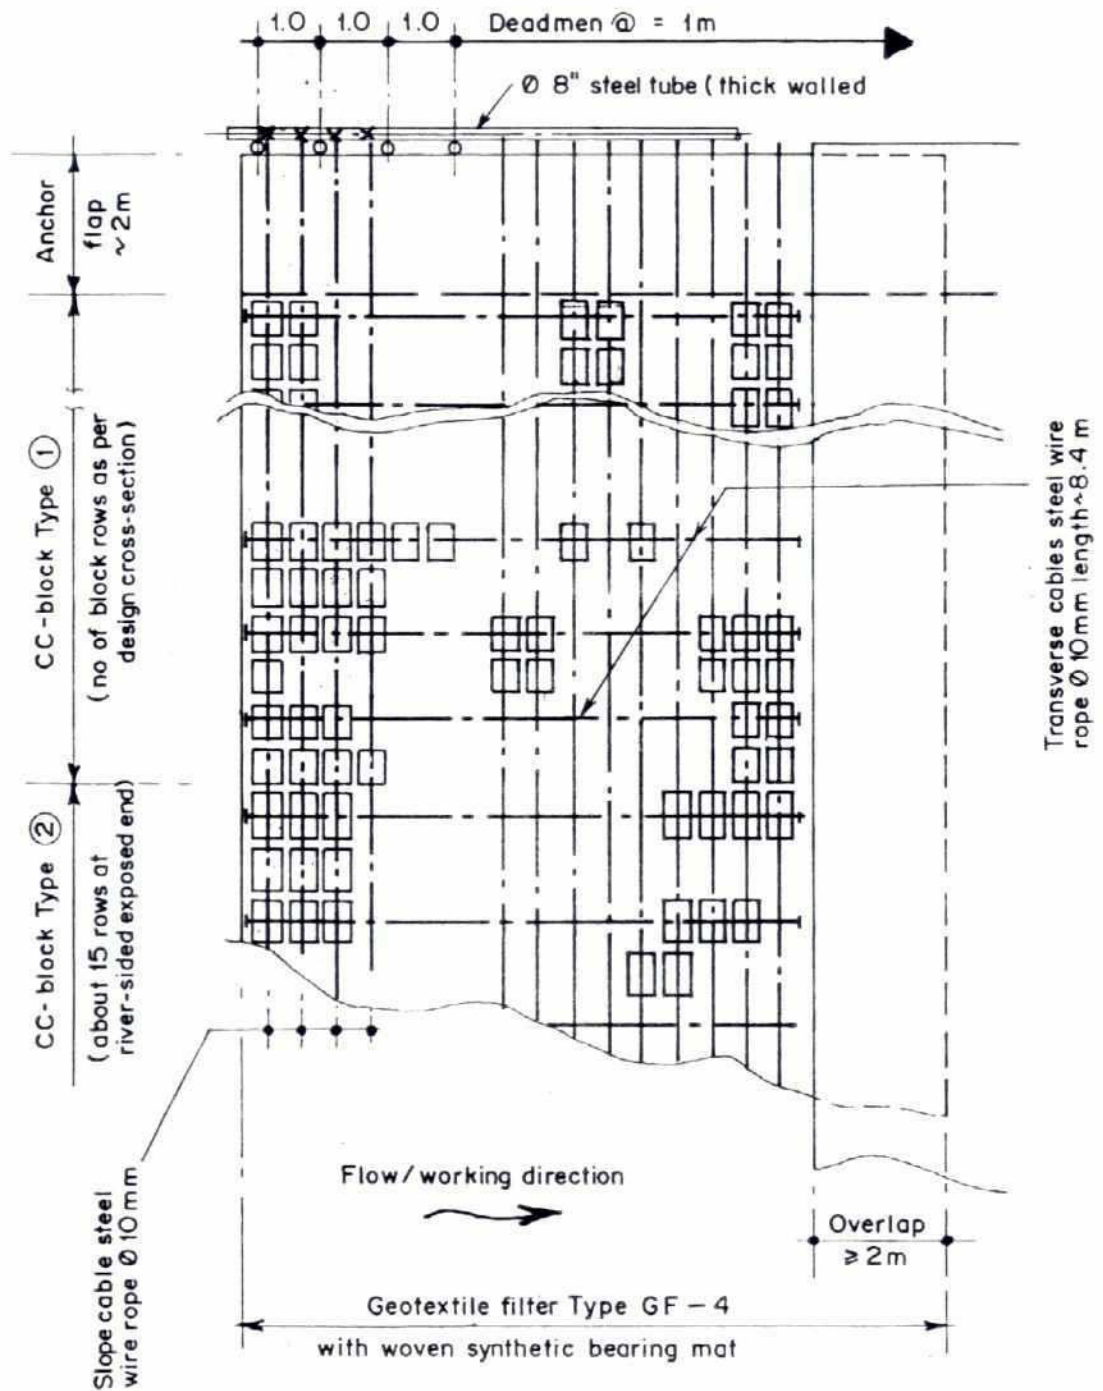 1.0 1.0 1.0 Deadmen @ = 1m
Ø 8" steel tube (thick walled
Anchor
flap
~2m
CC-block Type ①
(no of block rows as per
design cross-section)
Transverse cables steel wire
rope Ø 10mm length~8.4 m
CC-block Type ②
(about 15 rows at
river-sided exposed end)
Slope cable steel
wire rope Ø 10mm
Flow/working direction
Overlap
≥ 2m
Geotextile filter Type GF - 4
with woven synthetic bearing mat